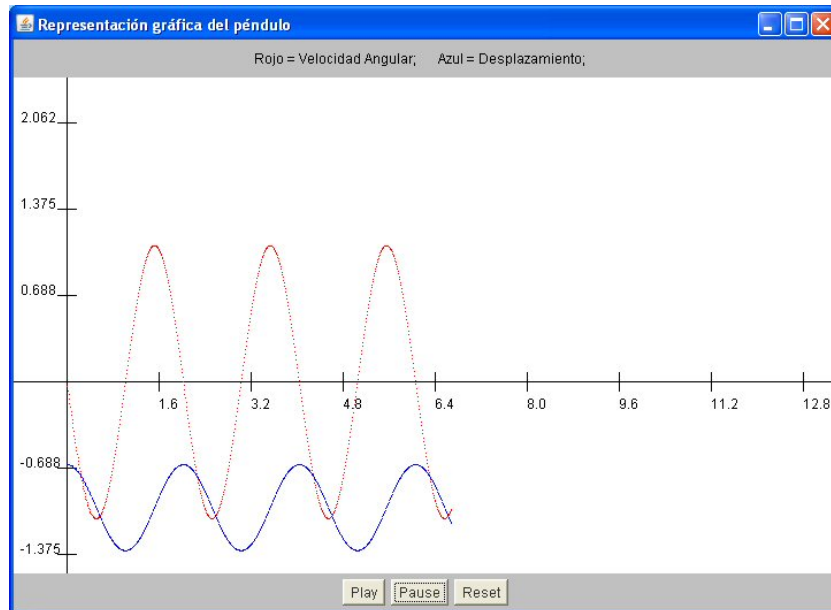 Representación gráfica del péndulo
Rojo = Velocidad Angular; Azul = Desplazamiento;
2.062
1.375
0.688
1.6 3.2 4.8 6.4 8.0 9.6 11.2 12.8
-0.688
-1.375
Play Pause Reset